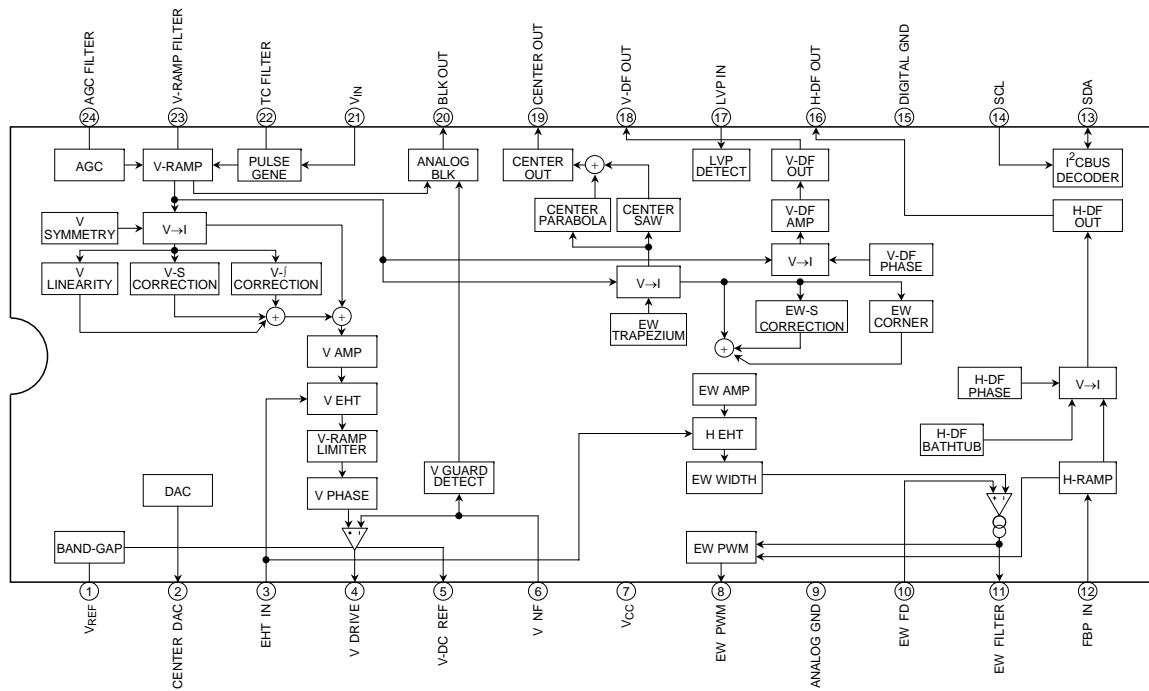 AGC FILTER
V-RAMP FILTER
TC FILTER
VIN
BLK OUT
CENTER OUT
V-DF OUT
LVP IN
H-DF OUT
DIGITAL GND
SCL
SDA
24
23
22
21
20
19
18
17
16
15
14
13
AGC
V-RAMP
PULSE
GENE
ANALOG
BLK
CENTER
OUT
+
LVP
DETECT
V-DF
OUT
I2CBUS
DECODER
V
SYMMETRY
V→I
CENTER
PARABOLA
CENTER
SAW
V-DF
AMP
H-DF
OUT
V
LINEARITY
V-S
CORRECTION
V-∫
CORRECTION
V→I
V→I
V-DF
PHASE
+
+
EW
TRAPEZIUM
EW-S
CORRECTION
EW
CORNER
+
V AMP
V EHT
V-RAMP
LIMITER
V PHASE
EW AMP
H EHT
EW WIDTH
H-DF
PHASE
V→I
H-DF
BATHTUB
H-RAMP
DAC
V GUARD
DETECT
+ -
+ -
BAND-GAP
EW PWM
1
2
3
4
5
6
7
8
9
10
11
12
VREF
CENTER DAC
EHT IN
V DRIVE
V-DC REF
V NF
VCC
EW PWM
ANALOG GND
EW FD
EW FILTER
FBP IN